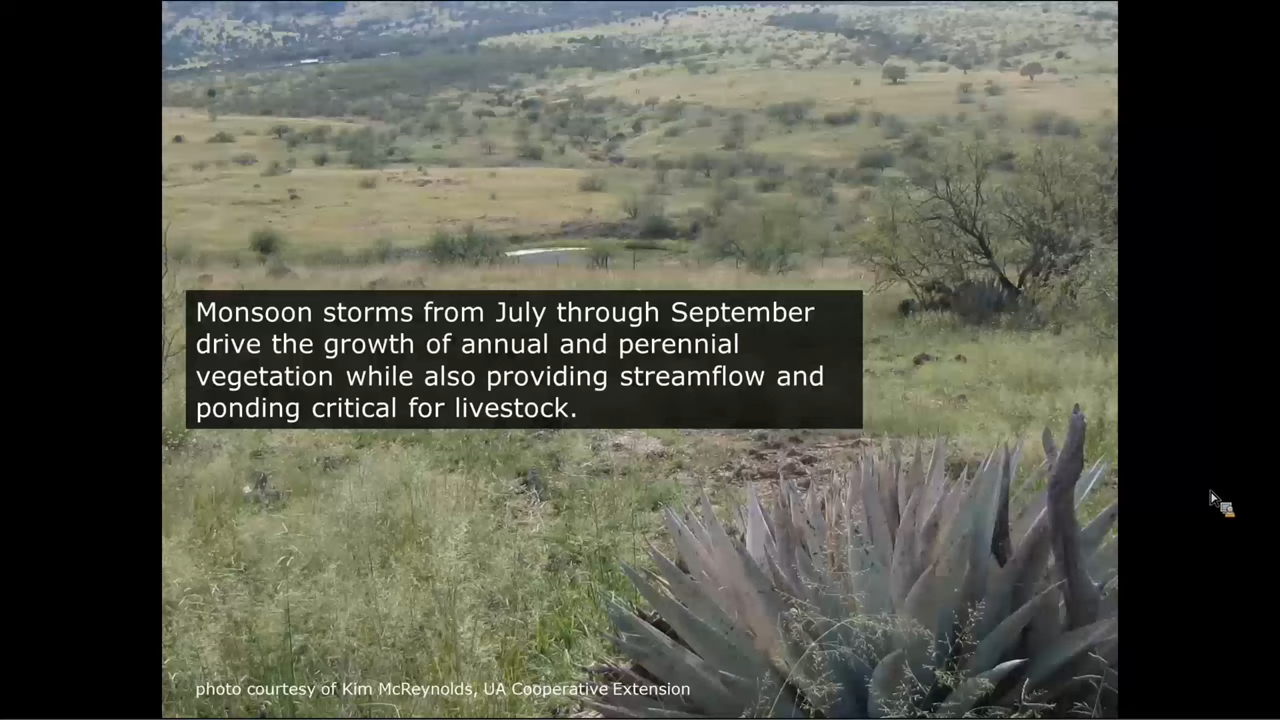 Monsoon storms from July through September
drive the growth of annual and perennial
vegetation while also providing streamflow and
ponding critical for livestock.
photo courtesy of Kim McReynolds, UA Cooperative Extension